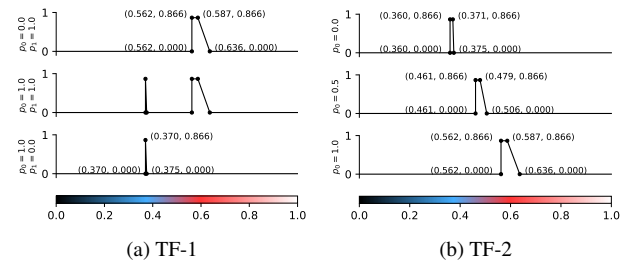 p₀=0.0
p₁=1.0
1
0
(0.562, 0.866)
(0.587, 0.866)
(0.562, 0.000)
(0.636, 0.000)
p₀=1.0
p₁=1.0
1
0
p₀=1.0
p₁=0.0
1
0
(0.370, 0.866)
(0.370, 0.000)
(0.375, 0.000)
0.0 0.2 0.4 0.6 0.8 1.0
(a) TF-1
p₀=0.0
1
0
(0.360, 0.866)
(0.371, 0.866)
(0.360, 0.000)
(0.375, 0.000)
p₀=0.5
1
0
(0.461, 0.866)
(0.479, 0.866)
(0.461, 0.000)
(0.506, 0.000)
p₀=1.0
1
0
(0.562, 0.866)
(0.587, 0.866)
(0.562, 0.000)
(0.636, 0.000)
0.0 0.2 0.4 0.6 0.8 1.0
(b) TF-2